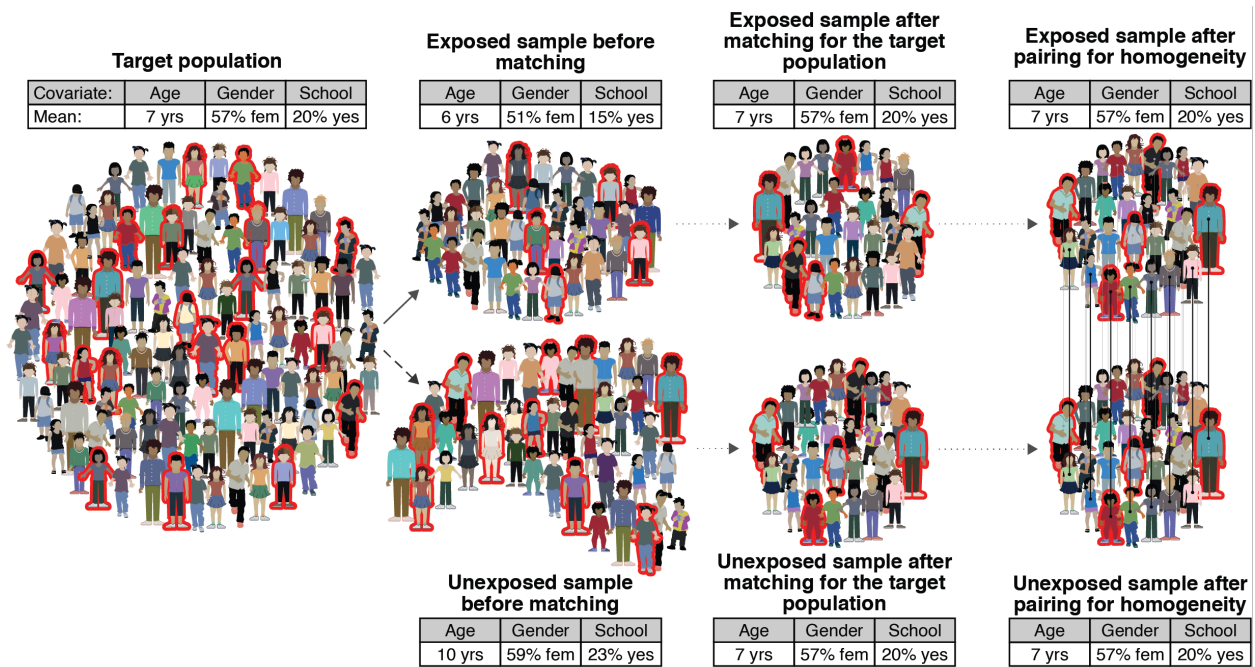 Target population
Covariate: Age Gender School
Mean: 7 yrs 57% fem 20% yes
Exposed sample before
matching
Age Gender School
6 yrs 51% fem 15% yes
Exposed sample after
matching for the target
population
Age Gender School
7 yrs 57% fem 20% yes
Exposed sample after
pairing for homogeneity
Age Gender School
7 yrs 57% fem 20% yes
Unexposed sample
before matching
Age Gender School
10 yrs 59% fem 23% yes
Unexposed sample after
matching for the target
population
Age Gender School
7 yrs 57% fem 20% yes
Unexposed sample after
pairing for homogeneity
Age Gender School
7 yrs 57% fem 20% yes